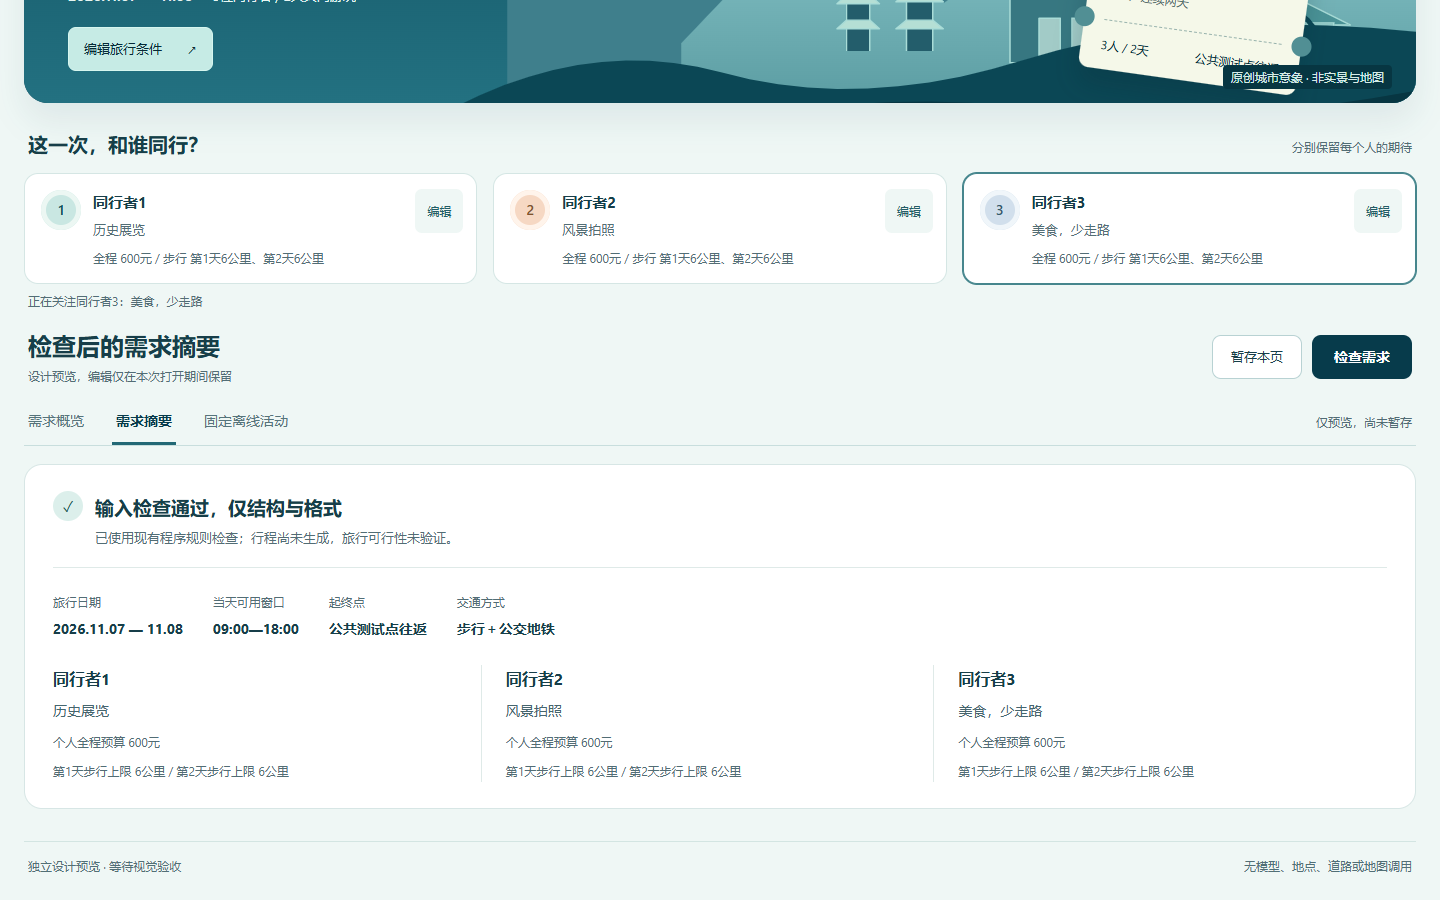 编辑旅行条件 ↗
连续两天
3人 / 2天
原创城市意象 · 非实景与地图
这一次，和谁同行？
分别保留每个人的期待
1
同行者1
历史展览
全程 600元 / 步行 第1天6公里、第2天6公里
编辑
2
同行者2
风景拍照
全程 600元 / 步行 第1天6公里、第2天6公里
编辑
3
同行者3
美食，少走路
全程 600元 / 步行 第1天6公里、第2天6公里
编辑
正在关注同行者3：美食，少走路
检查后的需求摘要
设计预览，编辑仅在本次打开期间保留
暂存本页
检查需求
需求概览
需求摘要
固定离线活动
仅预览，尚未暂存
✓
输入检查通过，仅结构与格式
已使用现有程序规则检查；行程尚未生成，旅行可行性未验证。
旅行日期
2026.11.07 — 11.08
当天可用窗口
09:00—18:00
起终点
公共测试点往返
交通方式
步行 + 公交地铁
同行者1
历史展览
个人全程预算 600元
第1天步行上限 6公里 / 第2天步行上限 6公里
同行者2
风景拍照
个人全程预算 600元
第1天步行上限 6公里 / 第2天步行上限 6公里
同行者3
美食，少走路
个人全程预算 600元
第1天步行上限 6公里 / 第2天步行上限 6公里
独立设计预览 · 等待视觉验收
无模型、地点、道路或地图调用